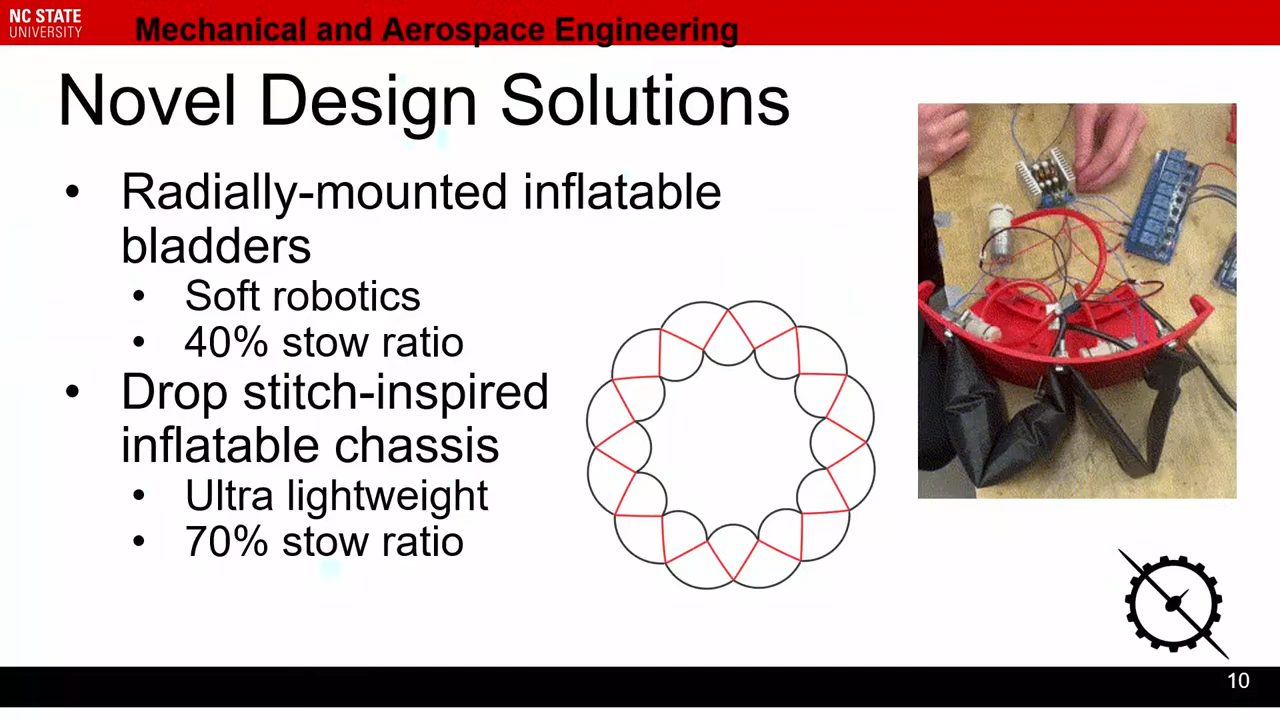 NC STATE
UNIVERSITY
Mechanical and Aerospace Engineering
Novel Design Solutions
• Radially-mounted inflatable
bladders
• Soft robotics
• 40% stow ratio
• Drop stitch-inspired
inflatable chassis
• Ultra lightweight
• 70% stow ratio
10